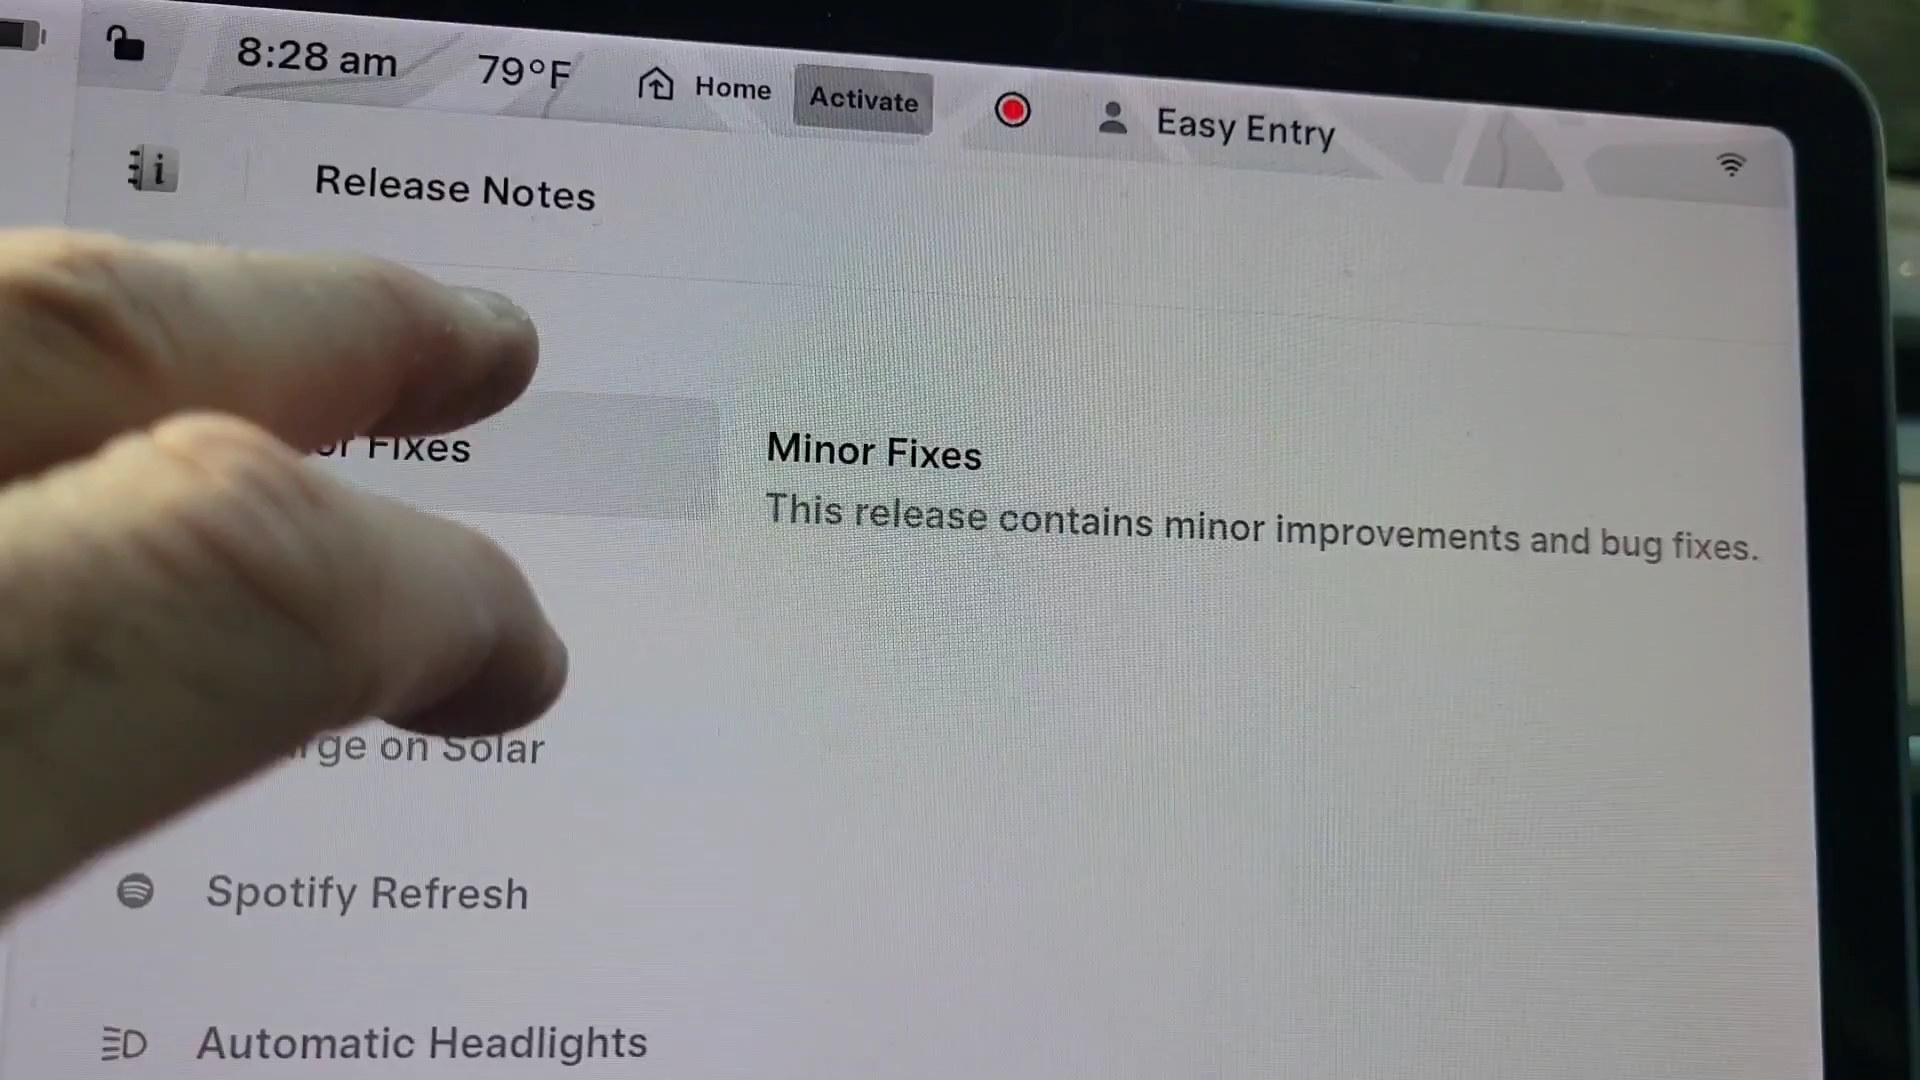 8:28 am 79°F Home Activate Easy Entry
Release Notes
Fixes
Minor Fixes
This release contains minor improvements and bug fixes.
on Solar
Spotify Refresh
Automatic Headlights